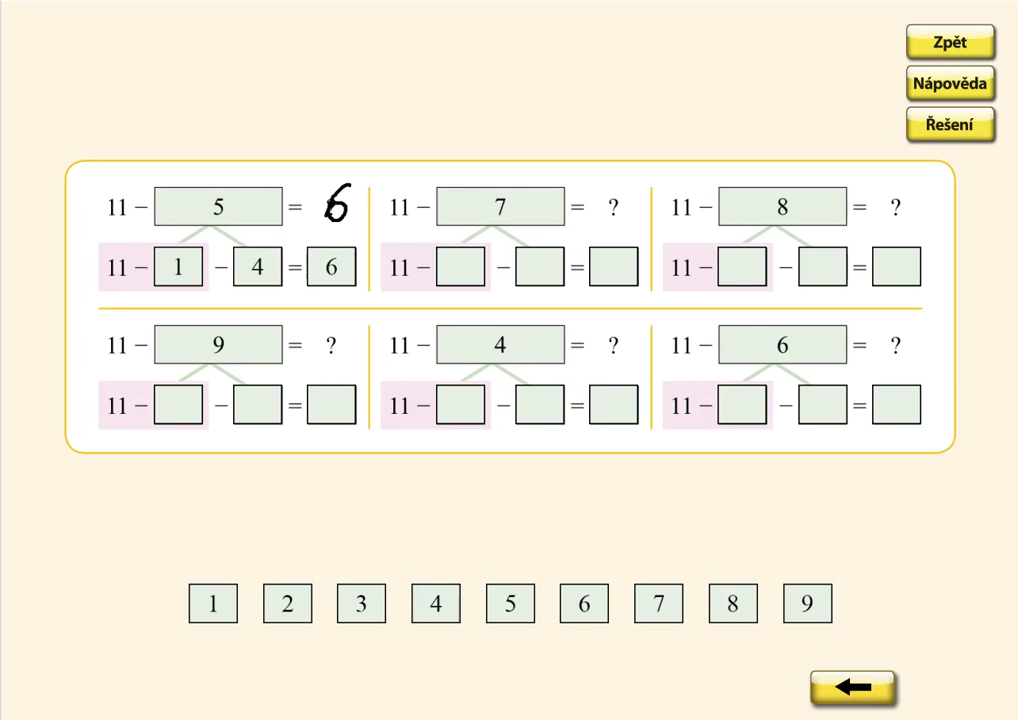 Zpět
Nápověda
Řešení
11 − 5 = 6
11 − 7 = ?
11 − 8 = ?
11 − 1 − 4 = 6
11 − − =
11 − − =
11 − 9 = ?
11 − 4 = ?
11 − 6 = ?
11 − − =
11 − − =
11 − − =
1 2 3 4 5 6 7 8 9